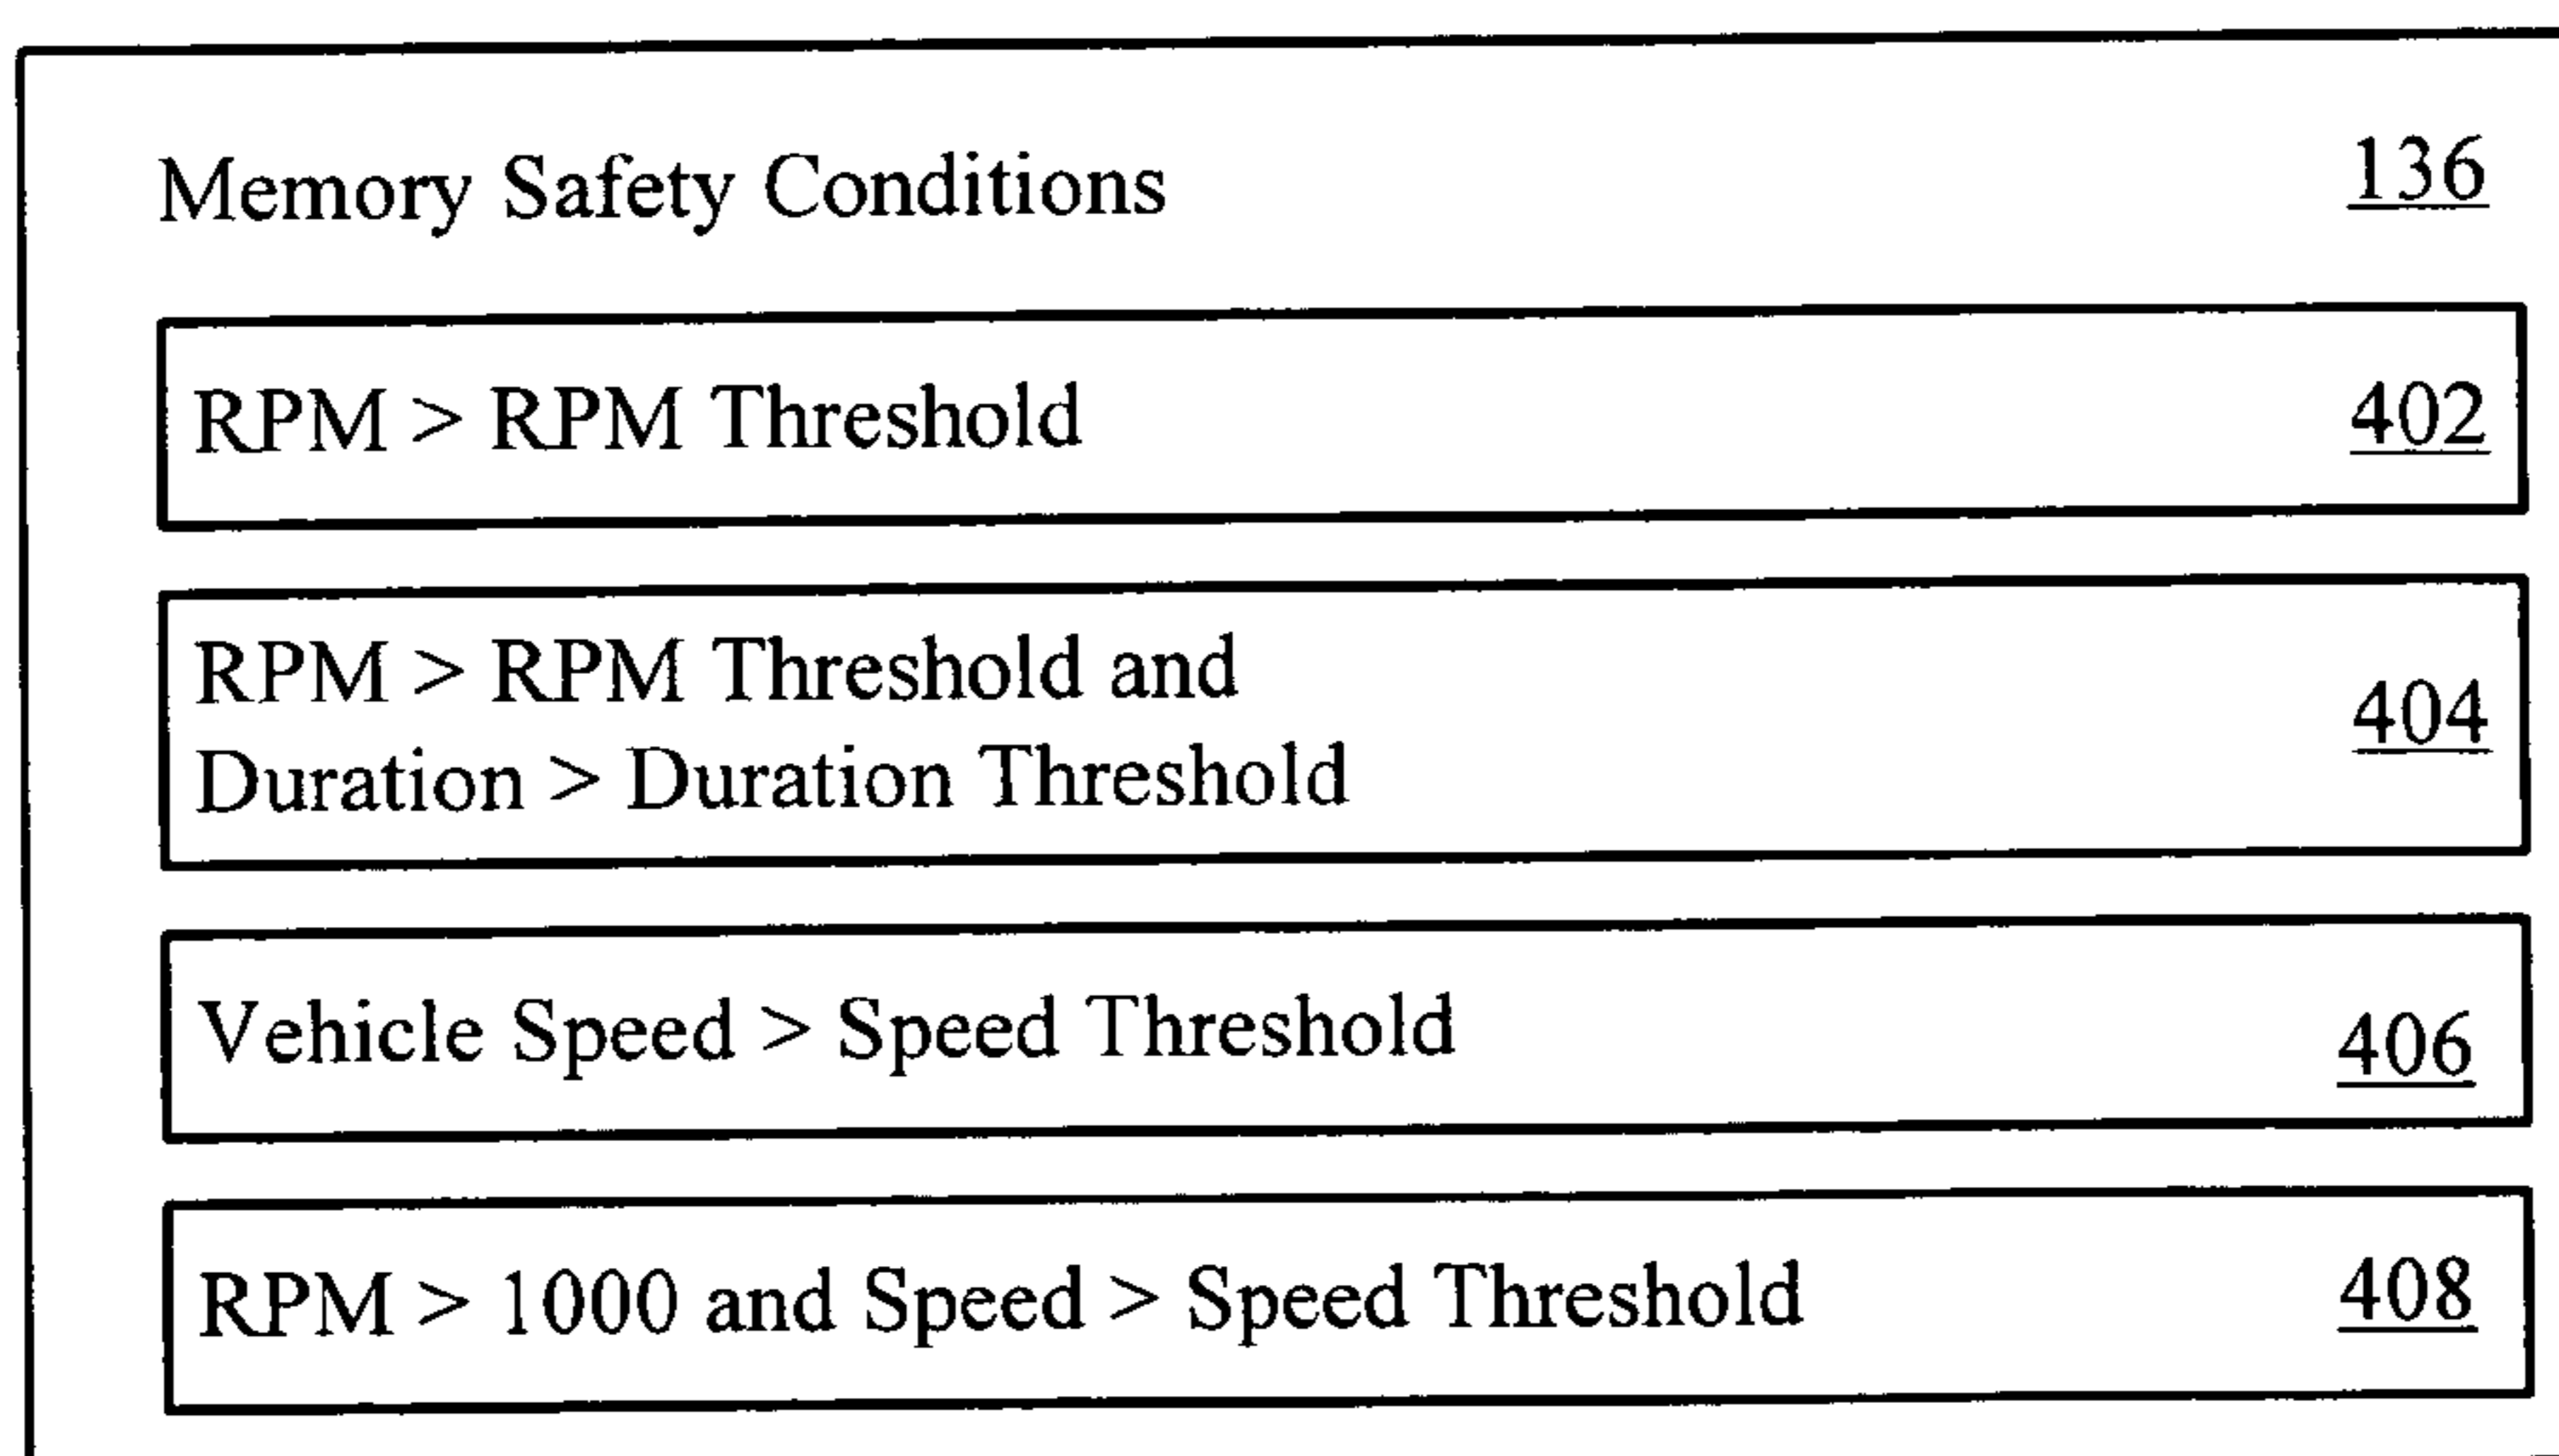 Memory Safety Conditions 136
RPM > RPM Threshold 402
RPM > RPM Threshold and
Duration > Duration Threshold 404
Vehicle Speed > Speed Threshold 406
RPM > 1000 and Speed > Speed Threshold 408